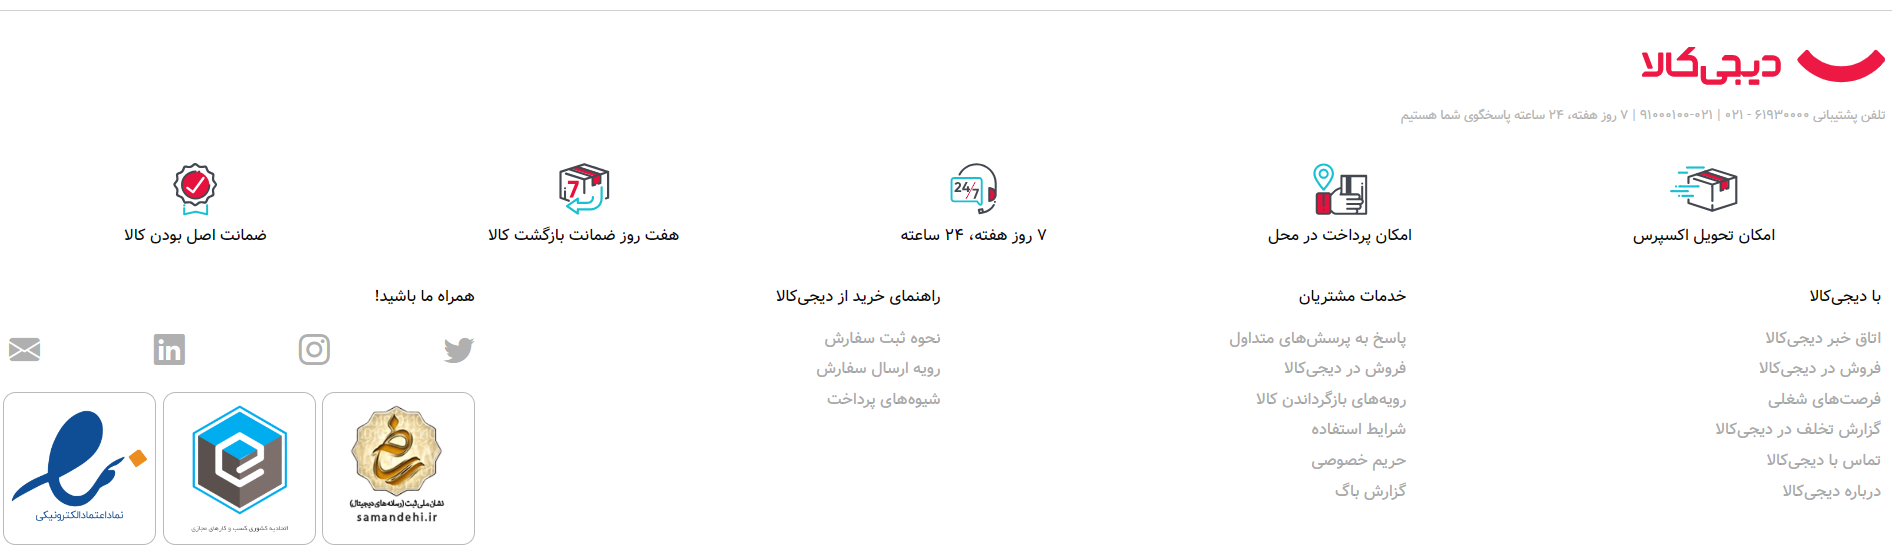 دیجی‌کالا
تلفن پشتیبانی ۶۱۹۳۰۰۰۰ - ۰۲۱ | ۰۲۱-۹۱۰۰۰۱۰۰ | ۷ روز هفته، ۲۴ ساعته پاسخگوی شما هستیم
امکان تحویل اکسپرس
امکان پرداخت در محل
24/7
۷ روز هفته، ۲۴ ساعته
7
هفت روز ضمانت بازگشت کالا
ضمانت اصل بودن کالا
با دیجی‌کالا
اتاق خبر دیجی‌کالا
فروش در دیجی‌کالا
فرصت‌های شغلی
گزارش تخلف در دیجی‌کالا
تماس با دیجی‌کالا
درباره دیجی‌کالا
خدمات مشتریان
پاسخ به پرسش‌های متداول
فروش در دیجی‌کالا
رویه‌های بازگرداندن کالا
شرایط استفاده
حریم خصوصی
گزارش باگ
راهنمای خرید از دیجی‌کالا
نحوه ثبت سفارش
رویه ارسال سفارش
شیوه‌های پرداخت
همراه ما باشید!
in
نشان ملی ثبت (رسانه‌های دیجیتال)
samandehi.ir
اتحادیه کشوری کسب و کارهای مجازی
نماد اعتماد الکترونیکی